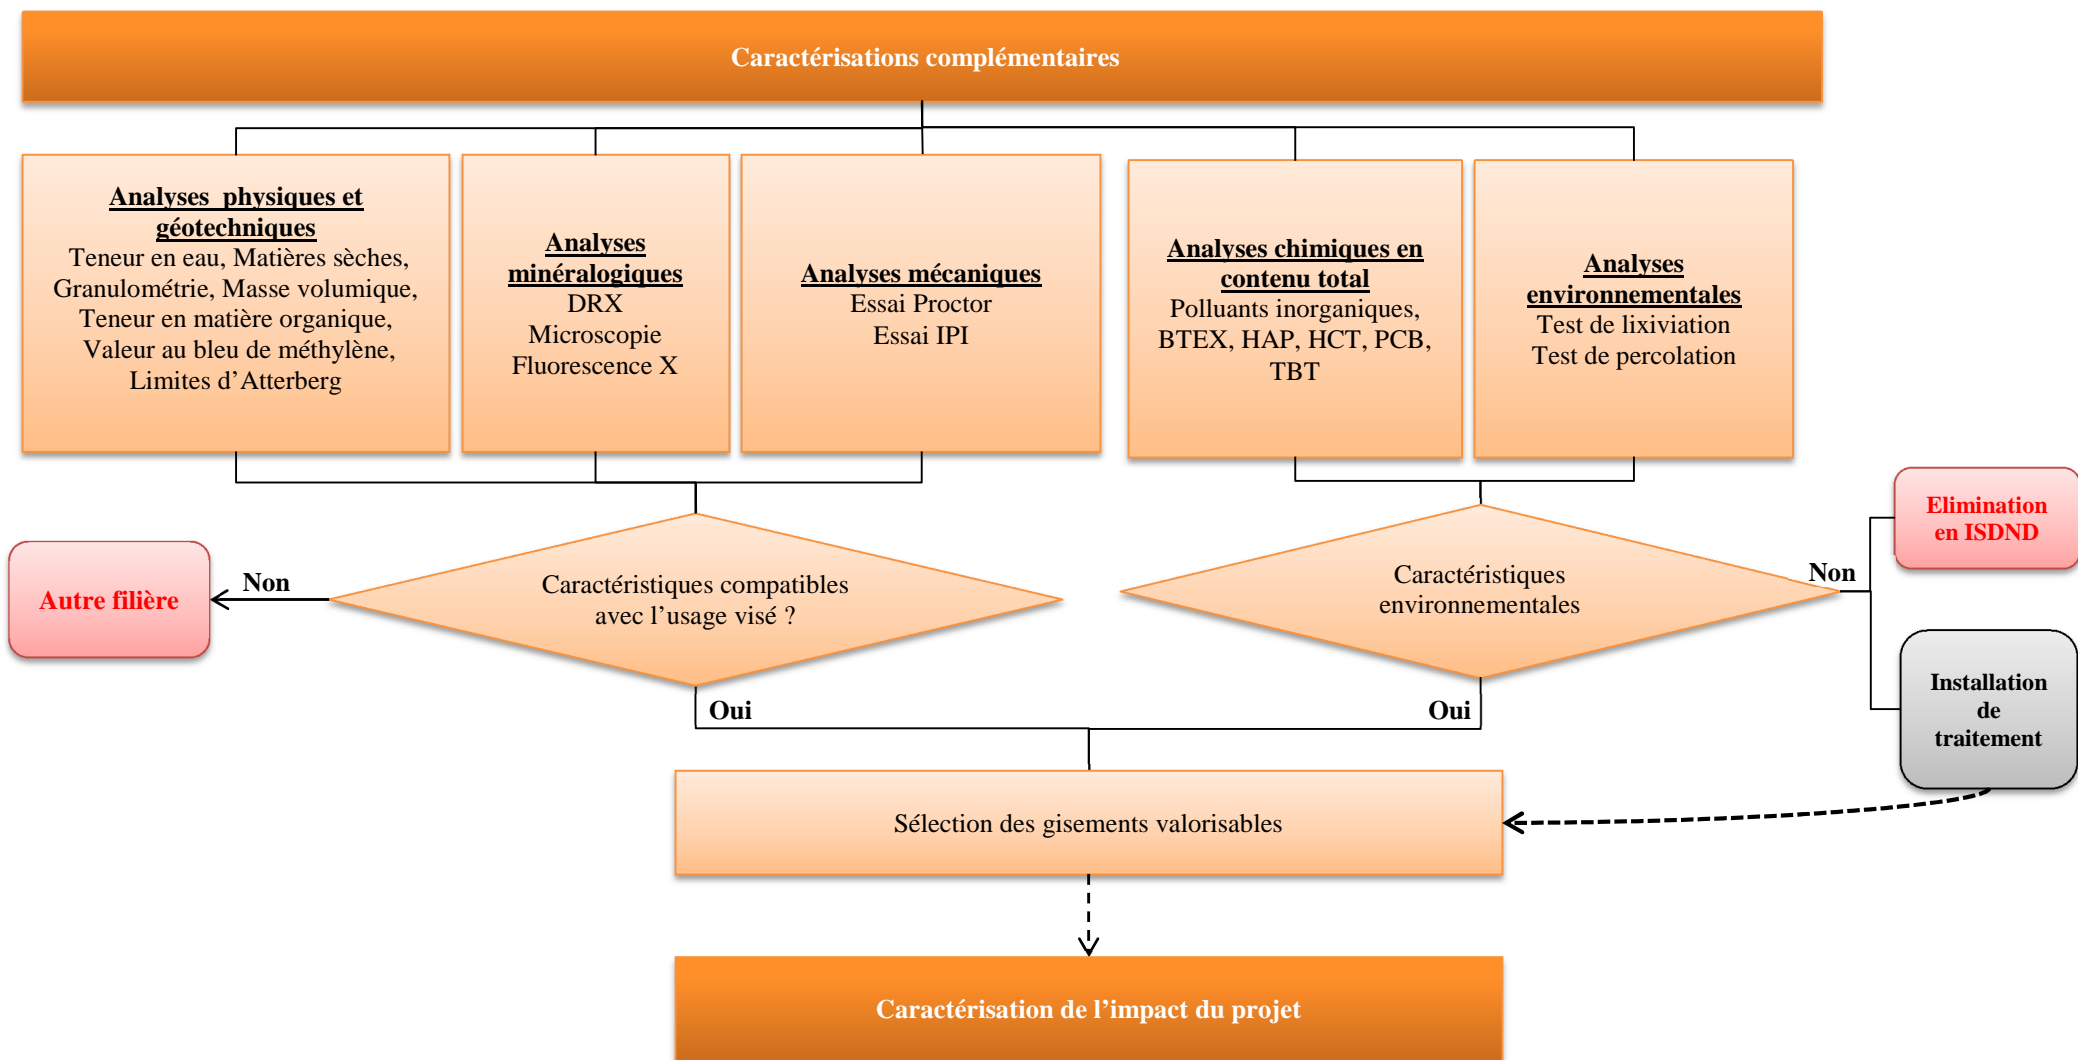 Caractérisations complémentaires
Analyses  physiques et
géotechniques
Teneur en eau, Matières sèches,
Granulométrie, Masse volumique,
Teneur en matière organique,
Valeur au bleu de méthylène,
Limites d’Atterberg
Analyses
minéralogiques
DRX
Microscopie
Fluorescence X
Analyses mécaniques
Essai Proctor
Essai IPI
Analyses chimiques en
contenu total
Polluants inorganiques,
BTEX, HAP, HCT, PCB,
TBT
Analyses
environnementales
Test de lixiviation
Test de percolation
Autre filière
Non
Caractéristiques compatibles
avec l’usage visé ?
Caractéristiques
environnementales
Non
Elimination
en ISDND
Installation
de
traitement
Oui
Oui
Sélection des gisements valorisables
Caractérisation de l’impact du projet